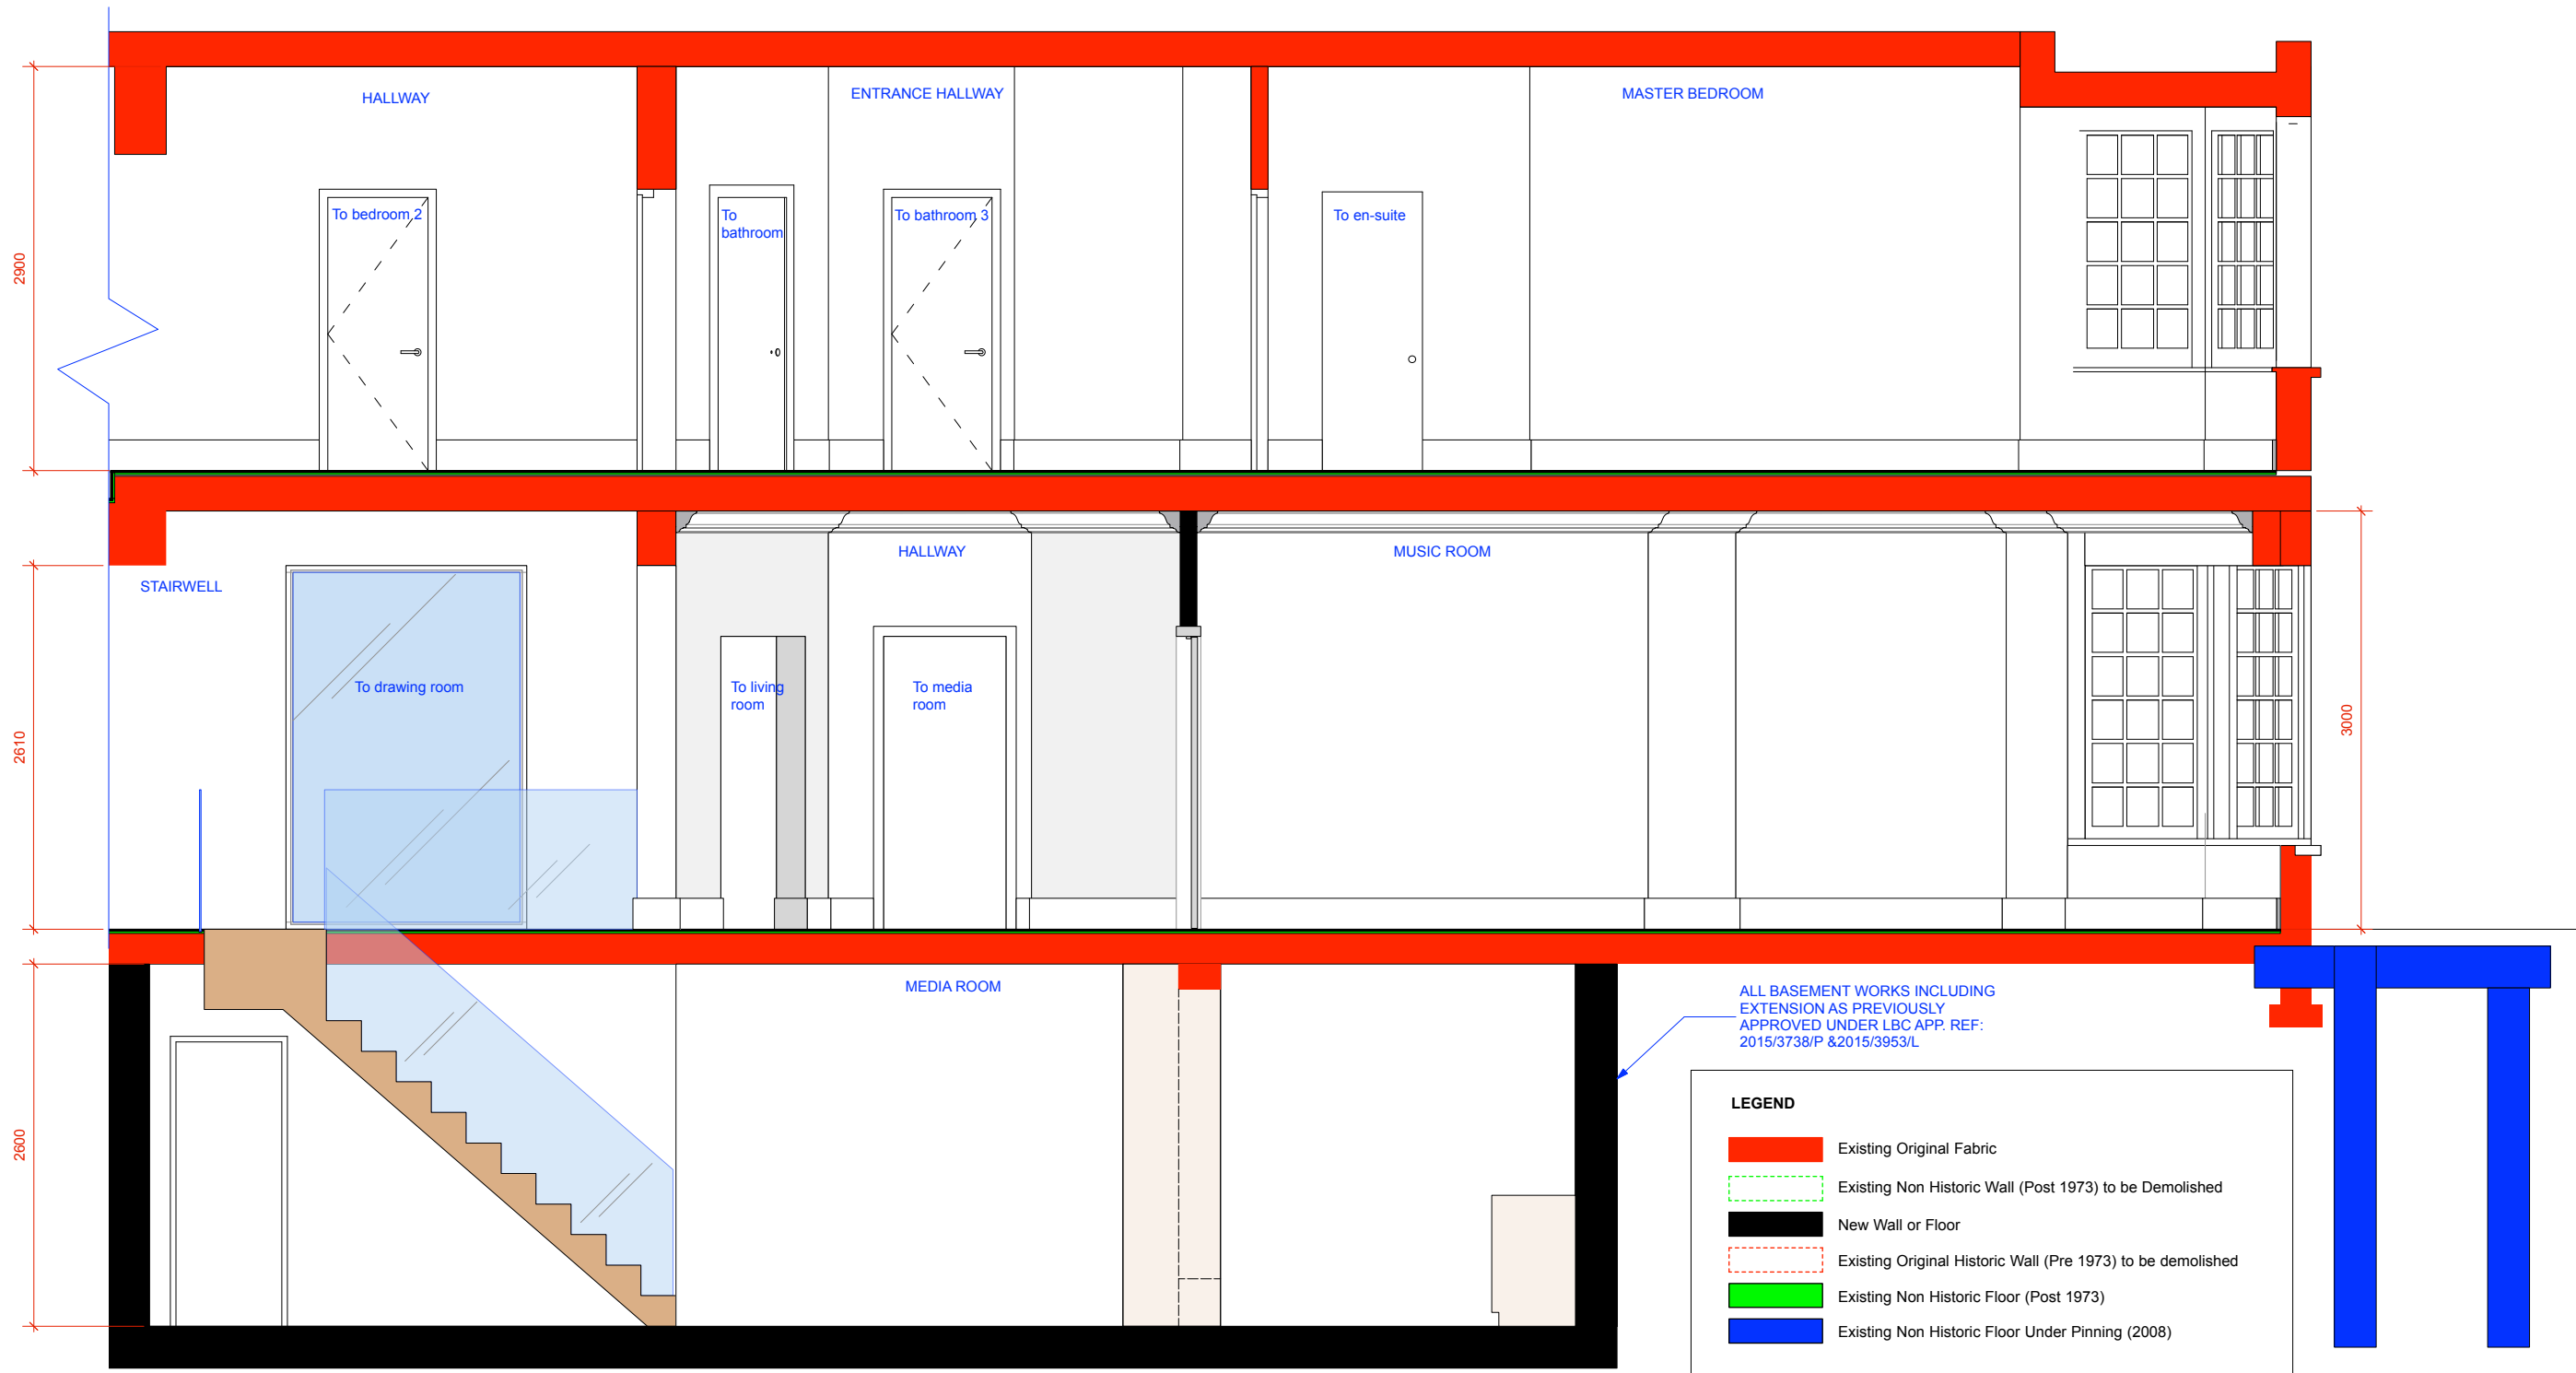 HALLWAY
ENTRANCE HALLWAY
MASTER BEDROOM
To bedroom 2
To
bathroom
To bathroom 3
To en-suite
2900
HALLWAY
MUSIC ROOM
STAIRWELL
To drawing room
To living
room
To media
room
2610
3000
MEDIA ROOM
ALL BASEMENT WORKS INCLUDING
EXTENSION AS PREVIOUSLY
APPROVED UNDER LBC APP. REF:
2015/3738/P &2015/3953/L
2600
LEGEND
Existing Original Fabric
Existing Non Historic Wall (Post 1973) to be Demolished
New Wall or Floor
Existing Original Historic Wall (Pre 1973) to be demolished
Existing Non Historic Floor (Post 1973)
Existing Non Historic Floor Under Pinning (2008)